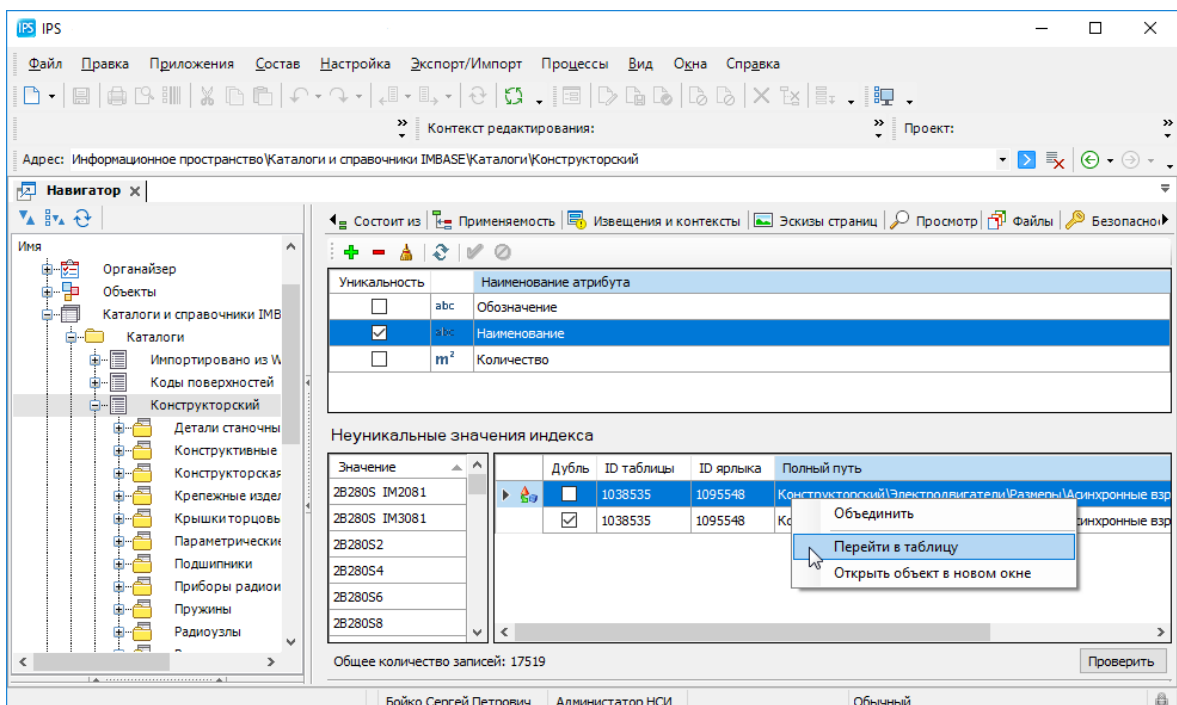 IPS IPS
Файл Правка Приложения Состав Настройка Экспорт/Импорт Процессы Вид Окна Справка
Контекст редактирования: Проект:
Адрес: Информационное пространство\Каталоги и справочники IMBASE\Каталоги\Конструкторский
Навигатор
Состоит из Применяемость Извещения и контексты Эскизы страниц Просмотр Файлы Безопасно
Имя
Органайзер
Объекты
Каталоги и справочники IMB
Каталоги
Импортировано из W
Коды поверхностей
Конструкторский
Детали станочны
Конструктивные
Конструкторская
Крепежные издел
Крышки торцовы
Параметрические
Подшипники
Приборы радиои
Пружины
Радиоузлы
Уникальность Наименование атрибута
abc Обозначение
abc Наименование
m² Количество
Неуникальные значения индекса
Значение
2B280S IM2081
2B280S IM3081
2B280S2
2B280S4
2B280S6
2B280S8
Дубль ID таблицы ID ярлыка Полный путь
1038535 1095548 Конструкторский\Электродвигатели\Размеры\Асинхронные взр
1038535 1095548 Ко синхронные взр
Объединить
Перейти в таблицу
Открыть объект в новом окне
Общее количество записей: 17519 Проверить
Бойко Сергей Петрович Администратор НСИ Обычный